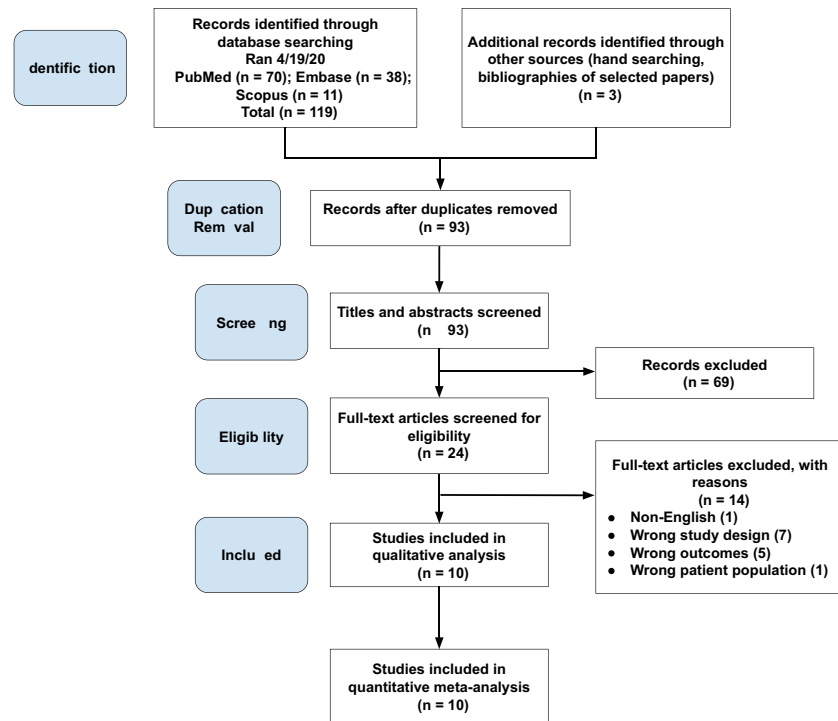 Records identified through
database searching
Ran 4/19/20
PubMed (n = 70); Embase (n = 38);
Scopus (n = 11)
Total (n = 119)
Additional records identified through
other sources (hand searching,
bibliographies of selected papers)
(n = 3)
dentific tion
Dup cation
Rem val
Records after duplicates removed
(n = 93)
Scree ng
Titles and abstracts screened
(n 93)
Records excluded
(n = 69)
Eligib lity
Full-text articles screened for
eligibility
(n = 24)
Full-text articles excluded, with
reasons
(n = 14)
● Non-English (1)
● Wrong study design (7)
● Wrong outcomes (5)
● Wrong patient population (1)
Inclu ed
Studies included in
qualitative analysis
(n = 10)
Studies included in
quantitative meta-analysis
(n = 10)